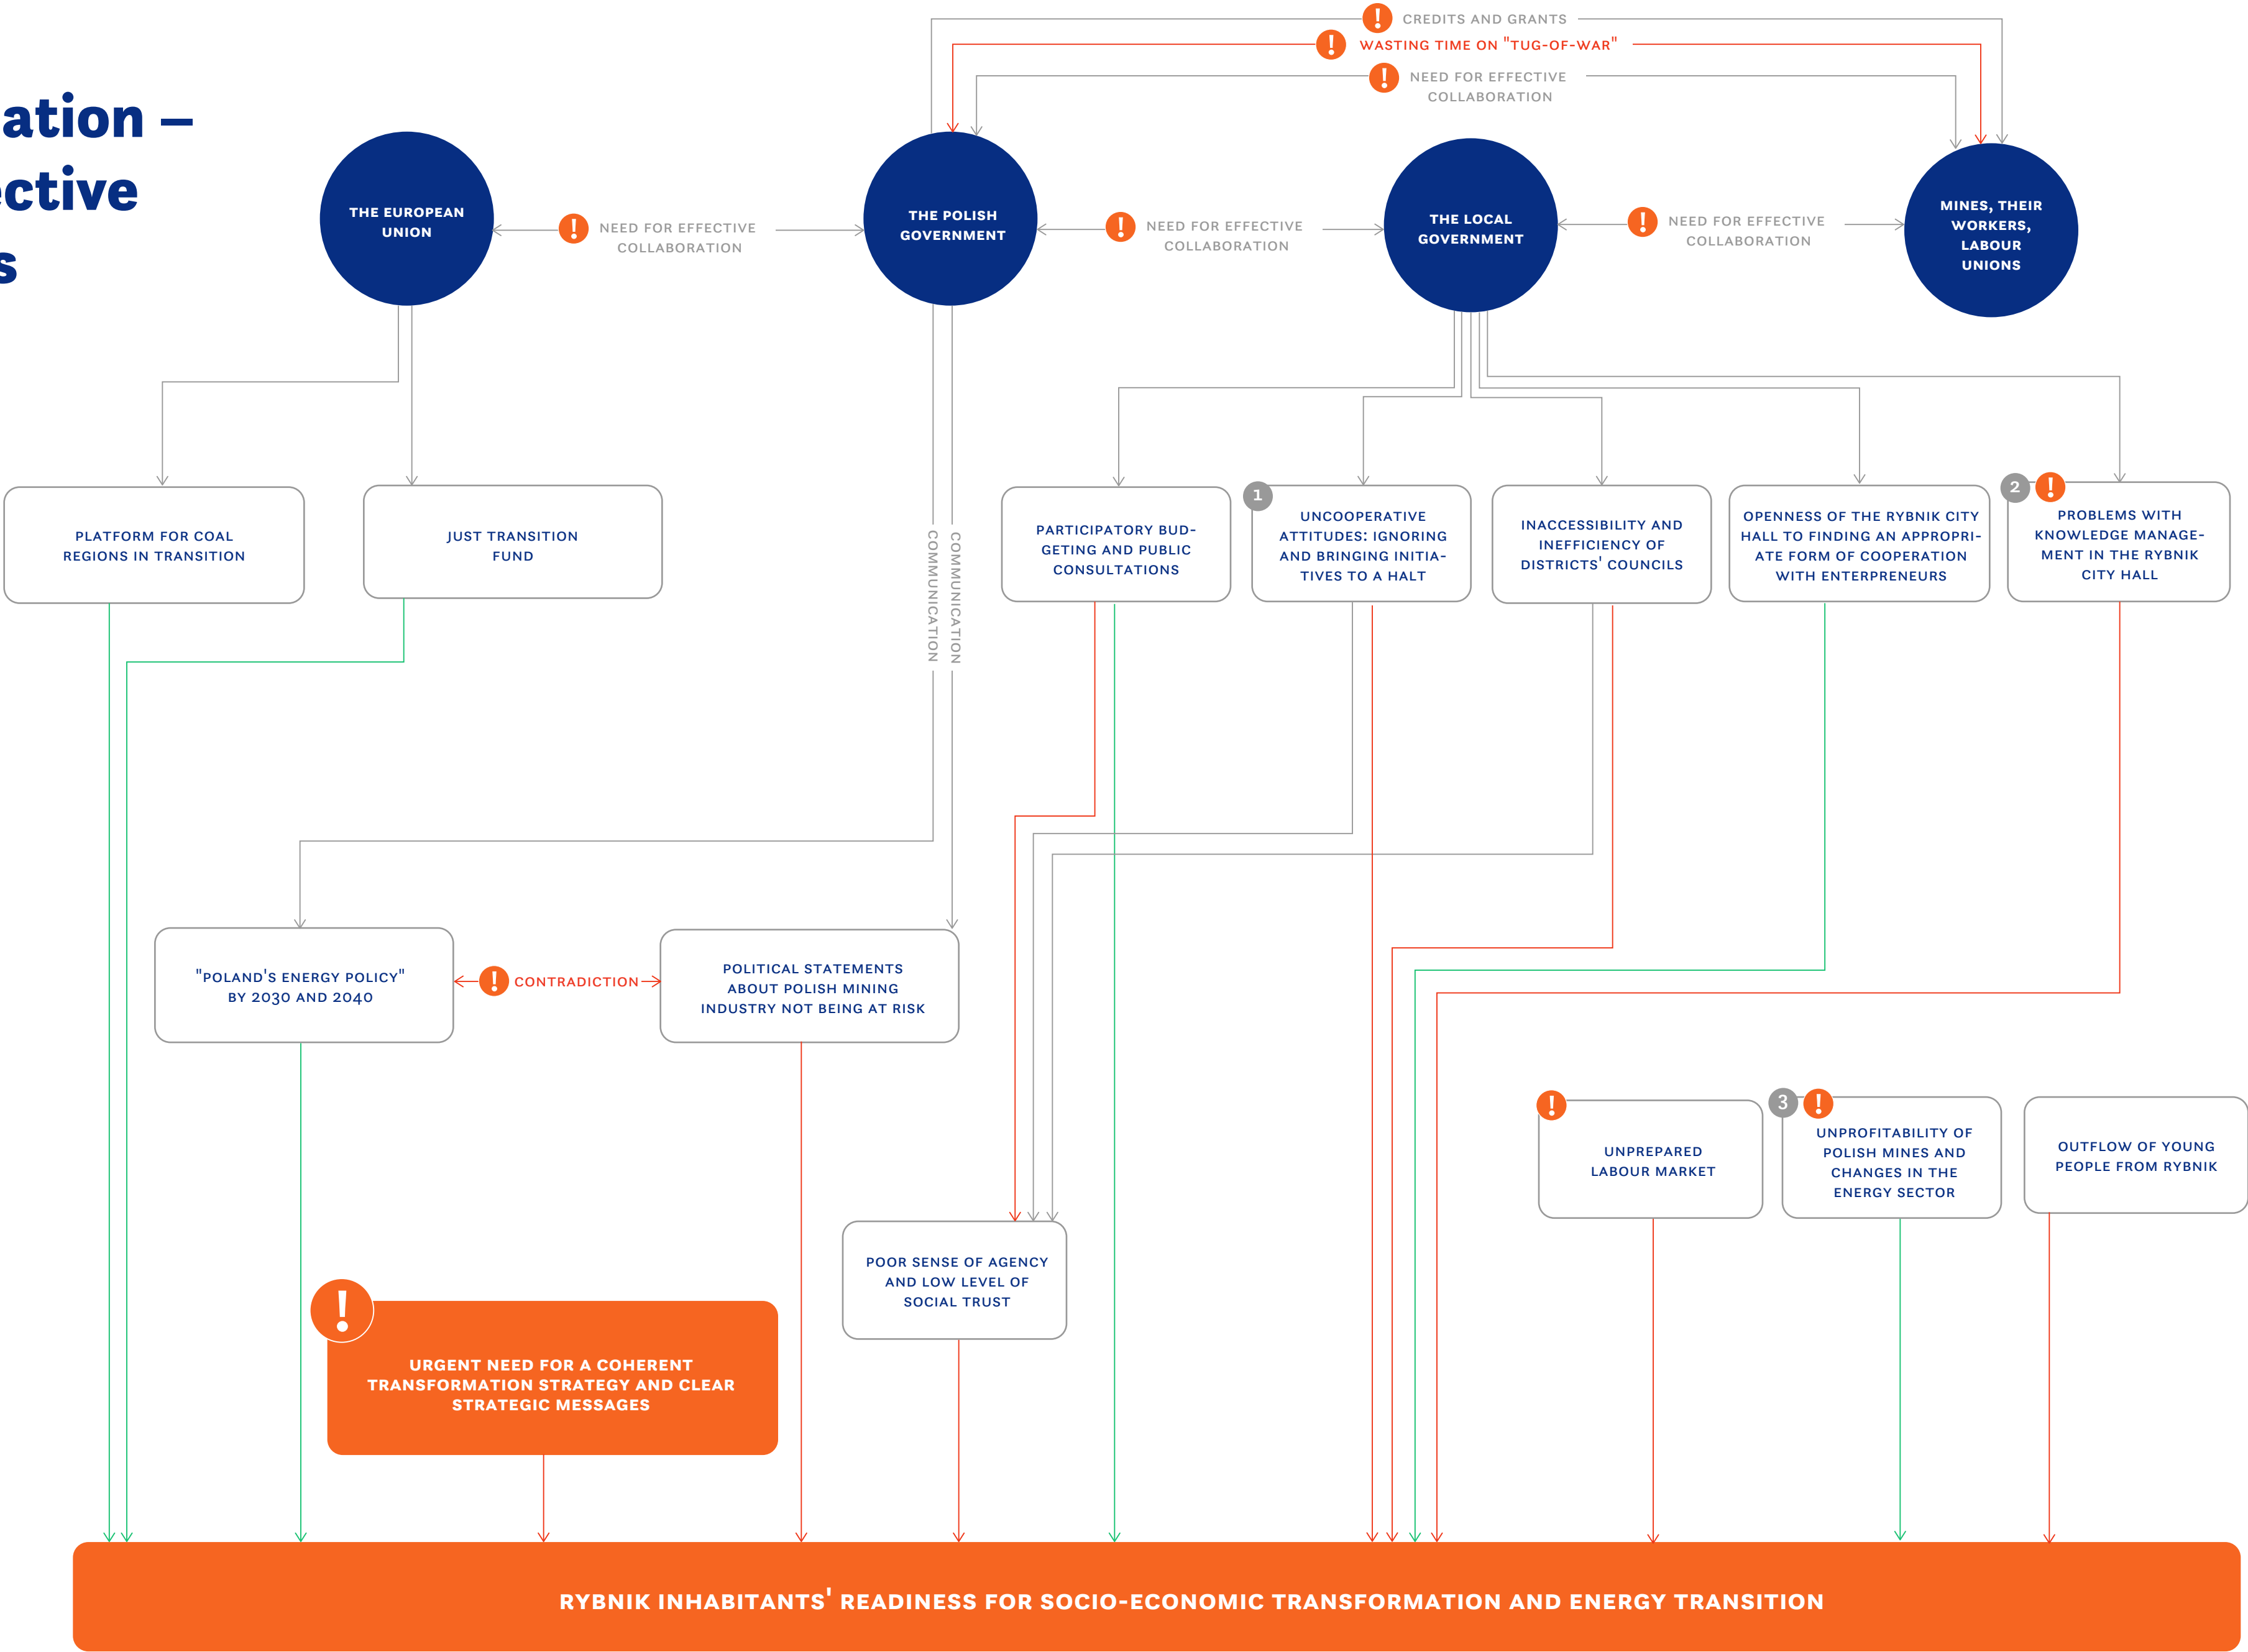 ation –
ective
s
! CREDITS AND GRANTS
! WASTING TIME ON "TUG-OF-WAR"
! NEED FOR EFFECTIVE
COLLABORATION
THE EUROPEAN
UNION
! NEED FOR EFFECTIVE
COLLABORATION
THE POLISH
GOVERNMENT
! NEED FOR EFFECTIVE
COLLABORATION
THE LOCAL
GOVERNMENT
! NEED FOR EFFECTIVE
COLLABORATION
MINES, THEIR
WORKERS,
LABOUR
UNIONS
PLATFORM FOR COAL
REGIONS IN TRANSITION
JUST TRANSITION
FUND
COMMUNICATION
COMMUNICATION
PARTICIPATORY BUD-
GETING AND PUBLIC
CONSULTATIONS
1
UNCOOPERATIVE
ATTITUDES: IGNORING
AND BRINGING INITIA-
TIVES TO A HALT
INACCESSIBILITY AND
INEFFICIENCY OF
DISTRICTS' COUNCILS
OPENNESS OF THE RYBNIK CITY
HALL TO FINDING AN APPROPRI-
ATE FORM OF COOPERATION
WITH ENTERPRENEURS
2 !
PROBLEMS WITH
KNOWLEDGE MANAGE-
MENT IN THE RYBNIK
CITY HALL
"POLAND'S ENERGY POLICY"
BY 2030 AND 2040
! CONTRADICTION
POLITICAL STATEMENTS
ABOUT POLISH MINING
INDUSTRY NOT BEING AT RISK
!
UNPREPARED
LABOUR MARKET
3 !
UNPROFITABILITY OF
POLISH MINES AND
CHANGES IN THE
ENERGY SECTOR
OUTFLOW OF YOUNG
PEOPLE FROM RYBNIK
POOR SENSE OF AGENCY
AND LOW LEVEL OF
SOCIAL TRUST
!
URGENT NEED FOR A COHERENT
TRANSFORMATION STRATEGY AND CLEAR
STRATEGIC MESSAGES
RYBNIK INHABITANTS' READINESS FOR SOCIO-ECONOMIC TRANSFORMATION AND ENERGY TRANSITION